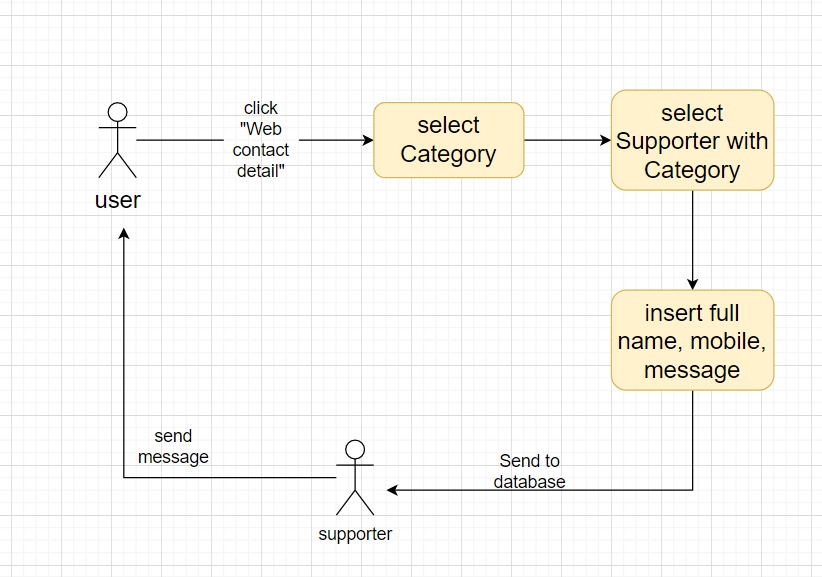 click
"Web
contact
detail"
select
Category
select
Supporter with
Category
user
insert full
name, mobile,
message
send
message
Send to
database
supporter